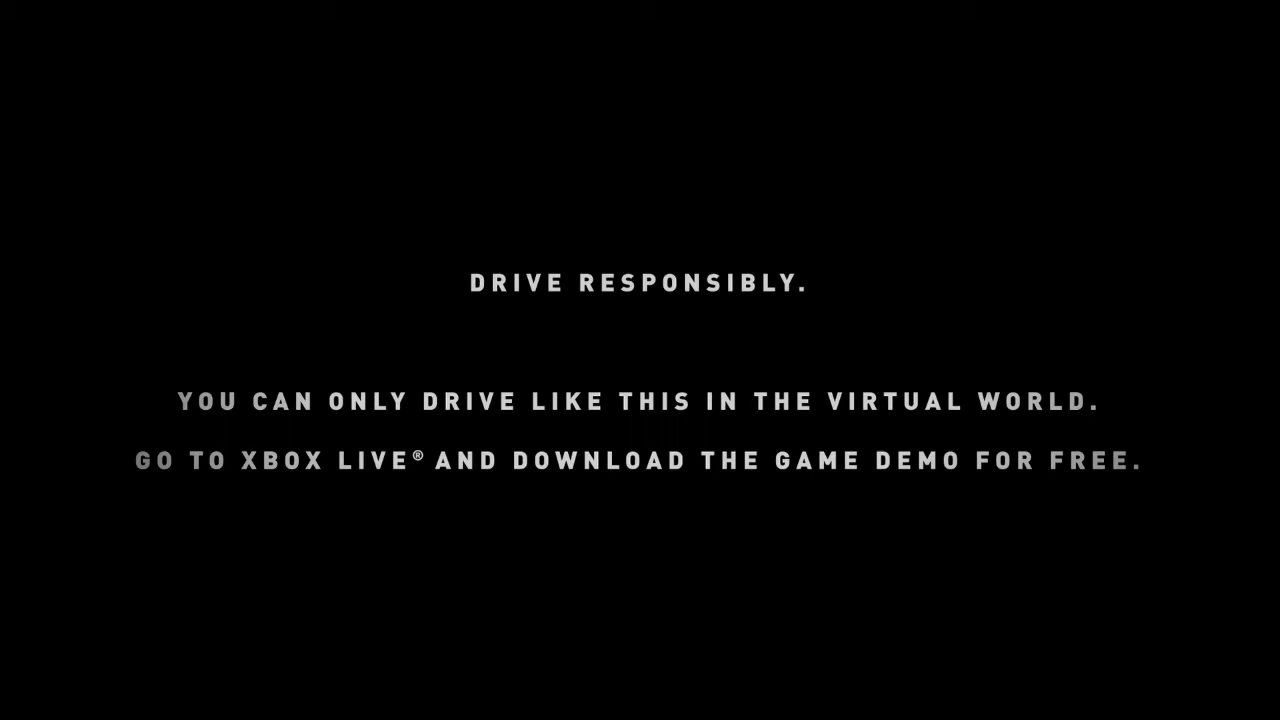 DRIVE RESPONSIBLY.
YOU CAN ONLY DRIVE LIKE THIS IN THE VIRTUAL WORLD.
GO TO XBOX LIVE® AND DOWNLOAD THE GAME DEMO FOR FREE.